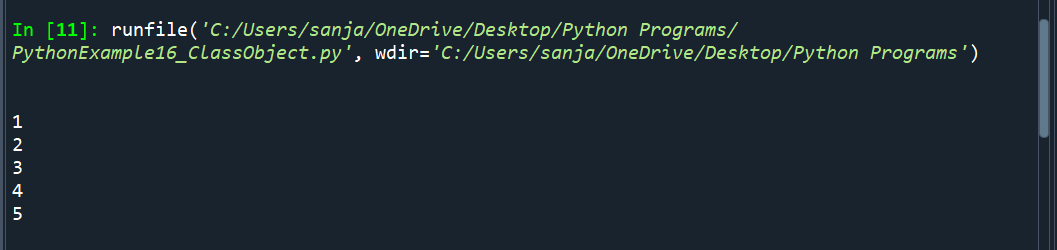 In [11]: runfile('C:/Users/sanja/OneDrive/Desktop/Python Programs/
PythonExample16_ClassObject.py', wdir='C:/Users/sanja/OneDrive/Desktop/Python Programs')
1
2
3
4
5